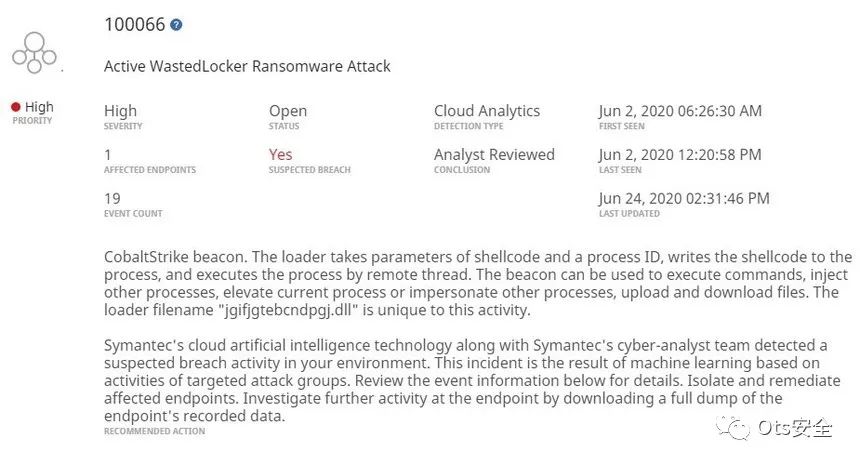 100066 ?
Active WastedLocker Ransomware Attack
High
PRIORITY
High
SEVERITY
Open
STATUS
Cloud Analytics
DETECTION TYPE
Jun 2, 2020 06:26:30 AM
FIRST SEEN
1
AFFECTED ENDPOINTS
Yes
SUSPECTED BREACH
Analyst Reviewed
CONCLUSION
Jun 2, 2020 12:20:58 PM
LAST SEEN
19
EVENT COUNT
Jun 24, 2020 02:31:46 PM
LAST UPDATED
CobaltStrike beacon. The loader takes parameters of shellcode and a process ID, writes the shellcode to the
process, and executes the process by remote thread. The beacon can be used to execute commands, inject
other processes, elevate current process or impersonate other processes, upload and download files. The
loader filename "jgifjgtebcndpgj.dll" is unique to this activity.
Symantec's cloud artificial intelligence technology along with Symantec's cyber-analyst team detected a
suspected breach activity in your environment. This incident is the result of machine learning based on
activities of targeted attack groups. Review the event information below for details. Isolate and remediate
affected endpoints. Investigate further activity at the endpoint by downloading a full dump of the
endpoint's recorded data.
RECOMMENDED ACTION
Ots安全